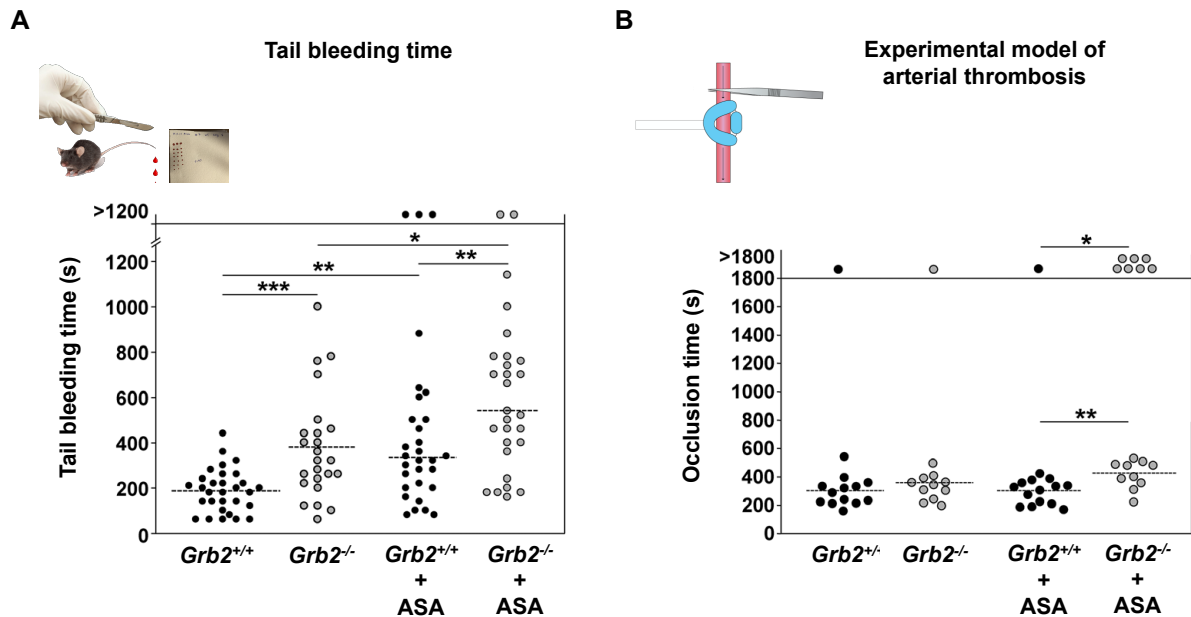 A
Tail bleeding time
>1200
1200
1000
800
600
400
200
0
Tail bleeding time (s)
*
**
**
***
Grb2+/+
Grb2-/-
Grb2+/+
+
ASA
Grb2-/-
+
ASA
B
Experimental model of
arterial thrombosis
>1800
1800
1600
1400
1200
1000
800
600
400
200
0
Occlusion time (s)
*
**
Grb2+/-
Grb2-/-
Grb2+/+
+
ASA
Grb2-/-
+
ASA